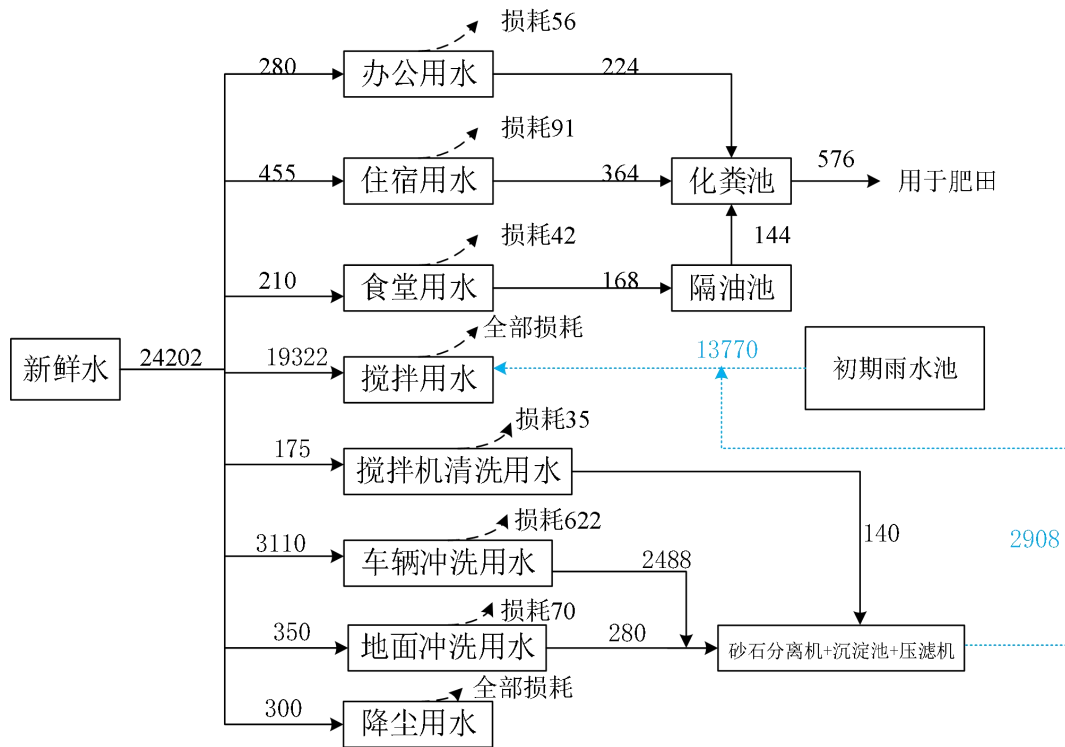 损耗56
280
办公用水
224
损耗91
455
住宿用水
364
化粪池
576
用于肥田
损耗42
144
210
食堂用水
168
隔油池
全部损耗
新鲜水
24202
19322
搅拌用水
13770
初期雨水池
损耗35
175
搅拌机清洗用水
140
2908
损耗622
3110
车辆冲洗用水
2488
损耗70
350
地面冲洗用水
280
砂石分离机+沉淀池+压滤机
全部损耗
300
降尘用水